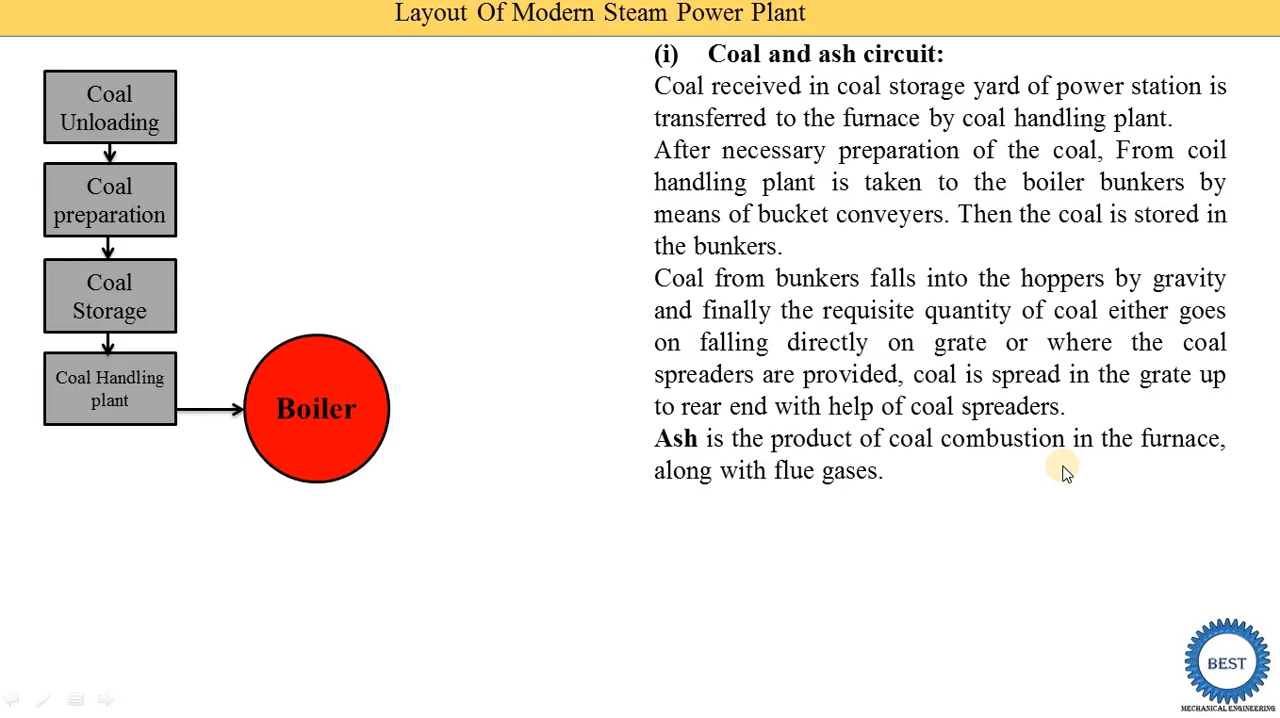 Layout Of Modern Steam Power Plant
Coal
Unloading
Coal
preparation
Coal
Storage
Coal Handling
plant
Boiler
(i) Coal and ash circuit:
Coal received in coal storage yard of power station is
transferred to the furnace by coal handling plant.
After necessary preparation of the coal, From coil
handling plant is taken to the boiler bunkers by
means of bucket conveyers. Then the coal is stored in
the bunkers.
Coal from bunkers falls into the hoppers by gravity
and finally the requisite quantity of coal either goes
on falling directly on grate or where the coal
spreaders are provided, coal is spread in the grate up
to rear end with help of coal spreaders.
Ash is the product of coal combustion in the furnace,
along with flue gases.
BEST
MECHANICAL ENGINEERING